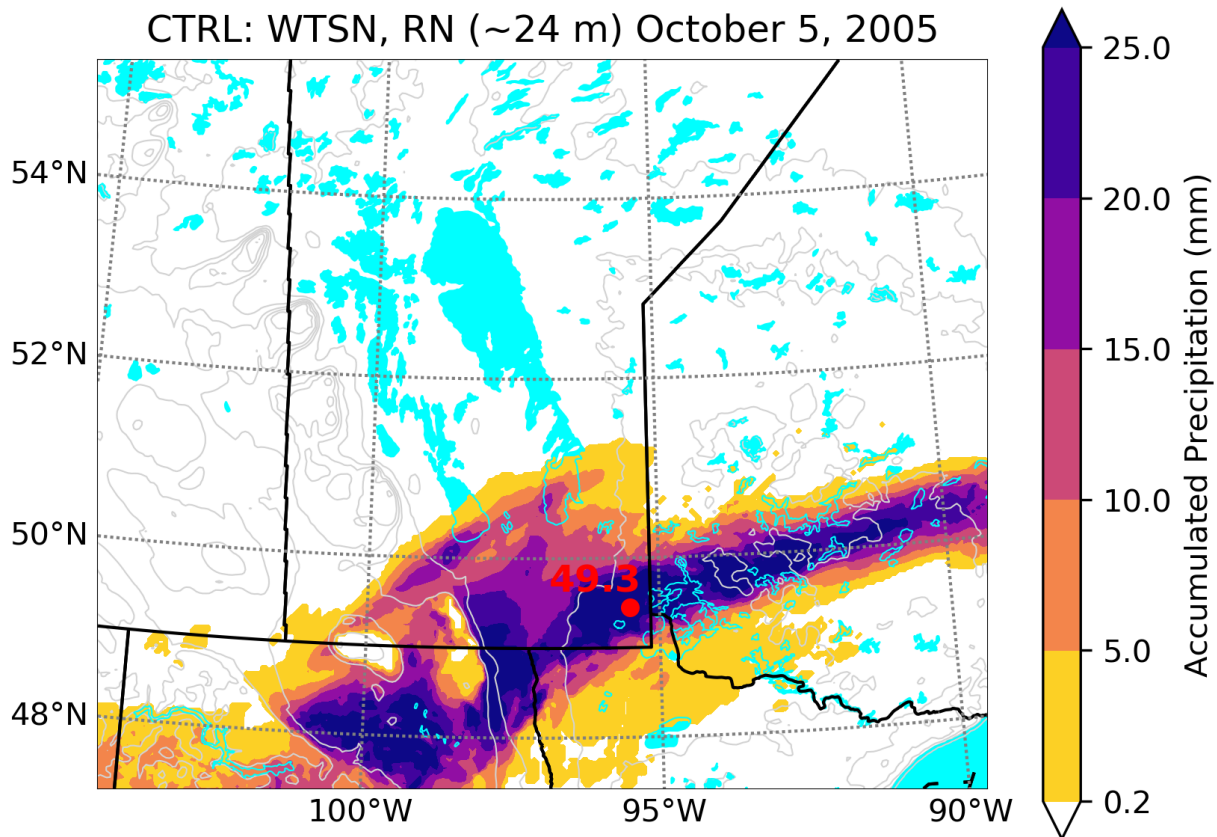 CTRL: WTSN, RN (~24 m) October 5, 2005
54°N
52°N
50°N
48°N
100°W
95°W
90°W
49.3
25.0
20.0
15.0
10.0
5.0
0.2
Accumulated Precipitation (mm)